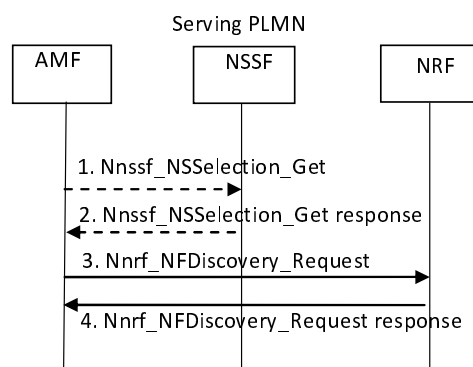 Serving PLMN
AMF
NSSF
NRF
1. Nnssf_NSSelection_Get
2. Nnssf_NSSelection_Get response
3. Nnrf_NFDiscovery_Request
4. Nnrf_NFDiscovery_Request response